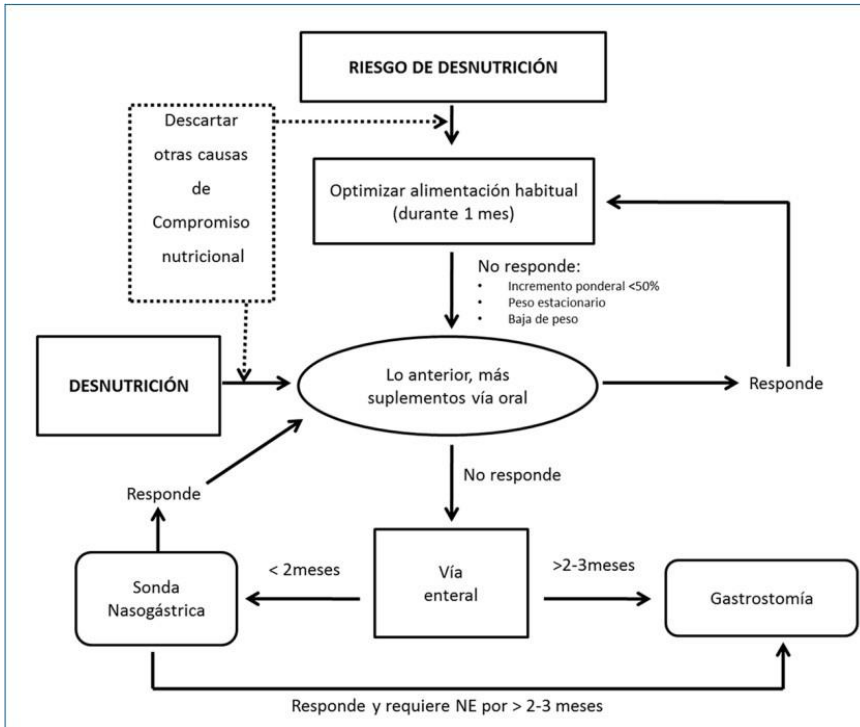 RIESGO DE DESNUTRICIÓN
Descartar
otras causas
de
Compromiso
nutricional
Optimizar alimentación habitual
(durante 1 mes)
No responde:
• Incremento ponderal <50%
• Peso estacionario
• Baja de peso
DESNUTRICIÓN
Lo anterior, más
suplementos vía oral
Responde
No responde
Responde
Sonda
Nasogástrica
< 2meses
Vía
enteral
>2-3meses
Gastrostomía
Responde y requiere NE por > 2-3 meses